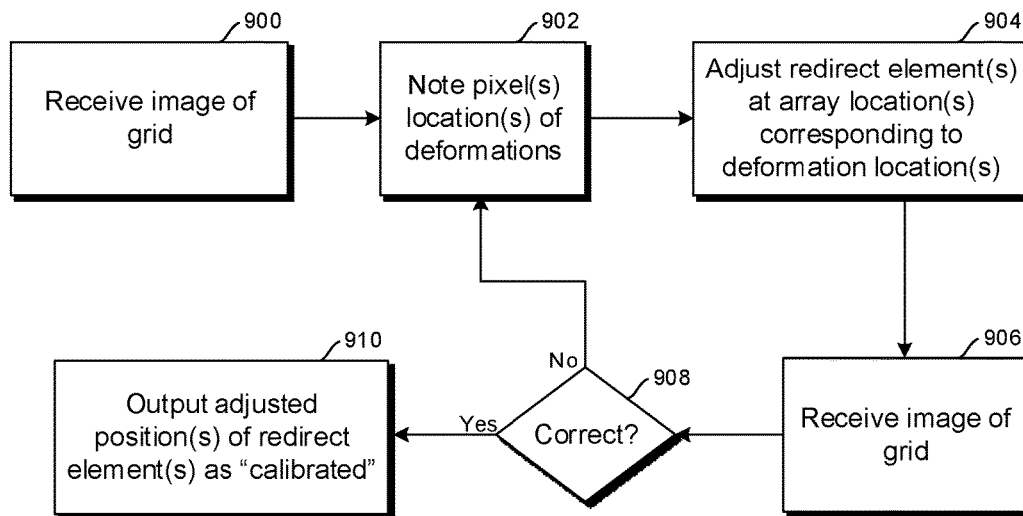 900
Receive image of
grid
902
Note pixel(s)
location(s) of
deformations
904
Adjust redirect element(s)
at array location(s)
corresponding to
deformation location(s)
906
Receive image of
grid
908
Correct?
No
Yes
910
Output adjusted
position(s) of redirect
element(s) as “calibrated”